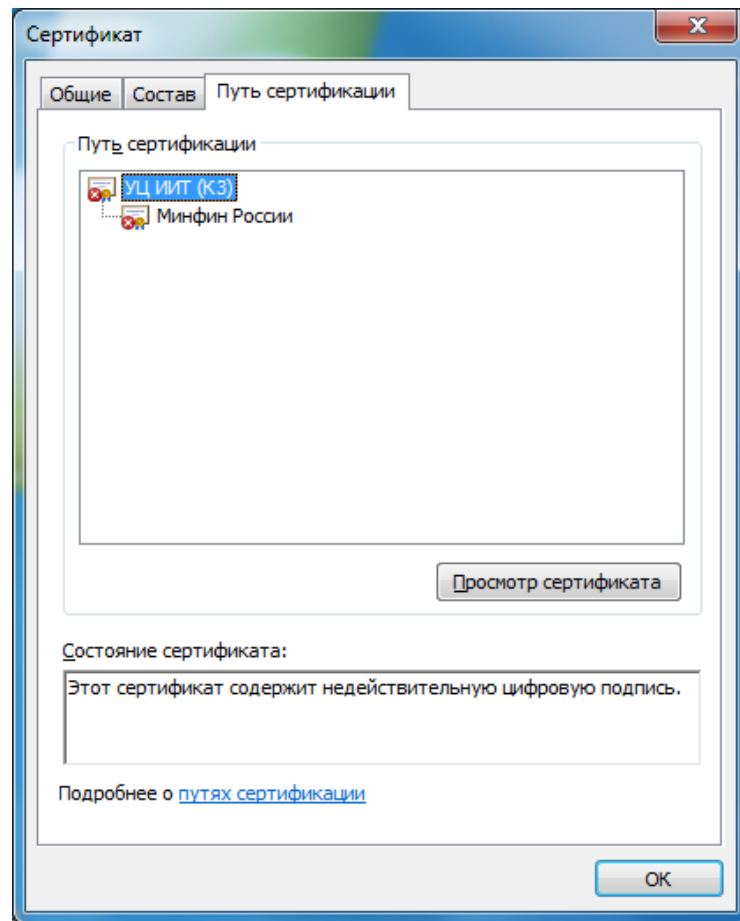 Сертификат
Общие Состав Путь сертификации
Путь сертификации
УЦ ИИТ (К3)
Минфин России
Просмотр сертификата
Состояние сертификата:
Этот сертификат содержит недействительную цифровую подпись.
Подробнее о путях сертификации
ОК